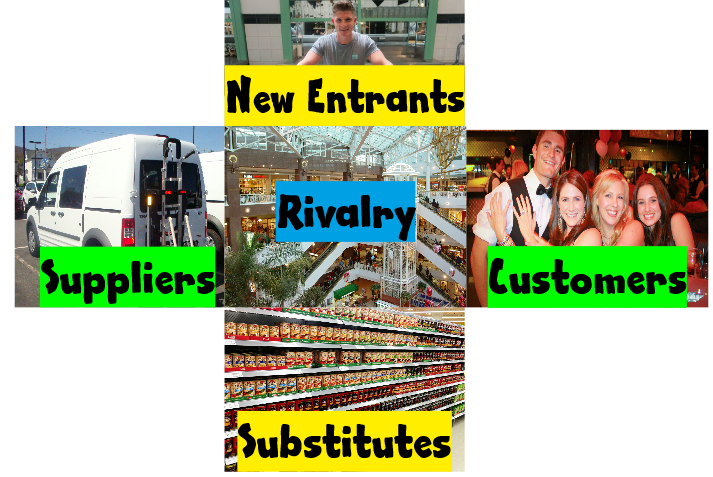 New Entrants
Rivalry
Suppliers
Customers
Substitutes